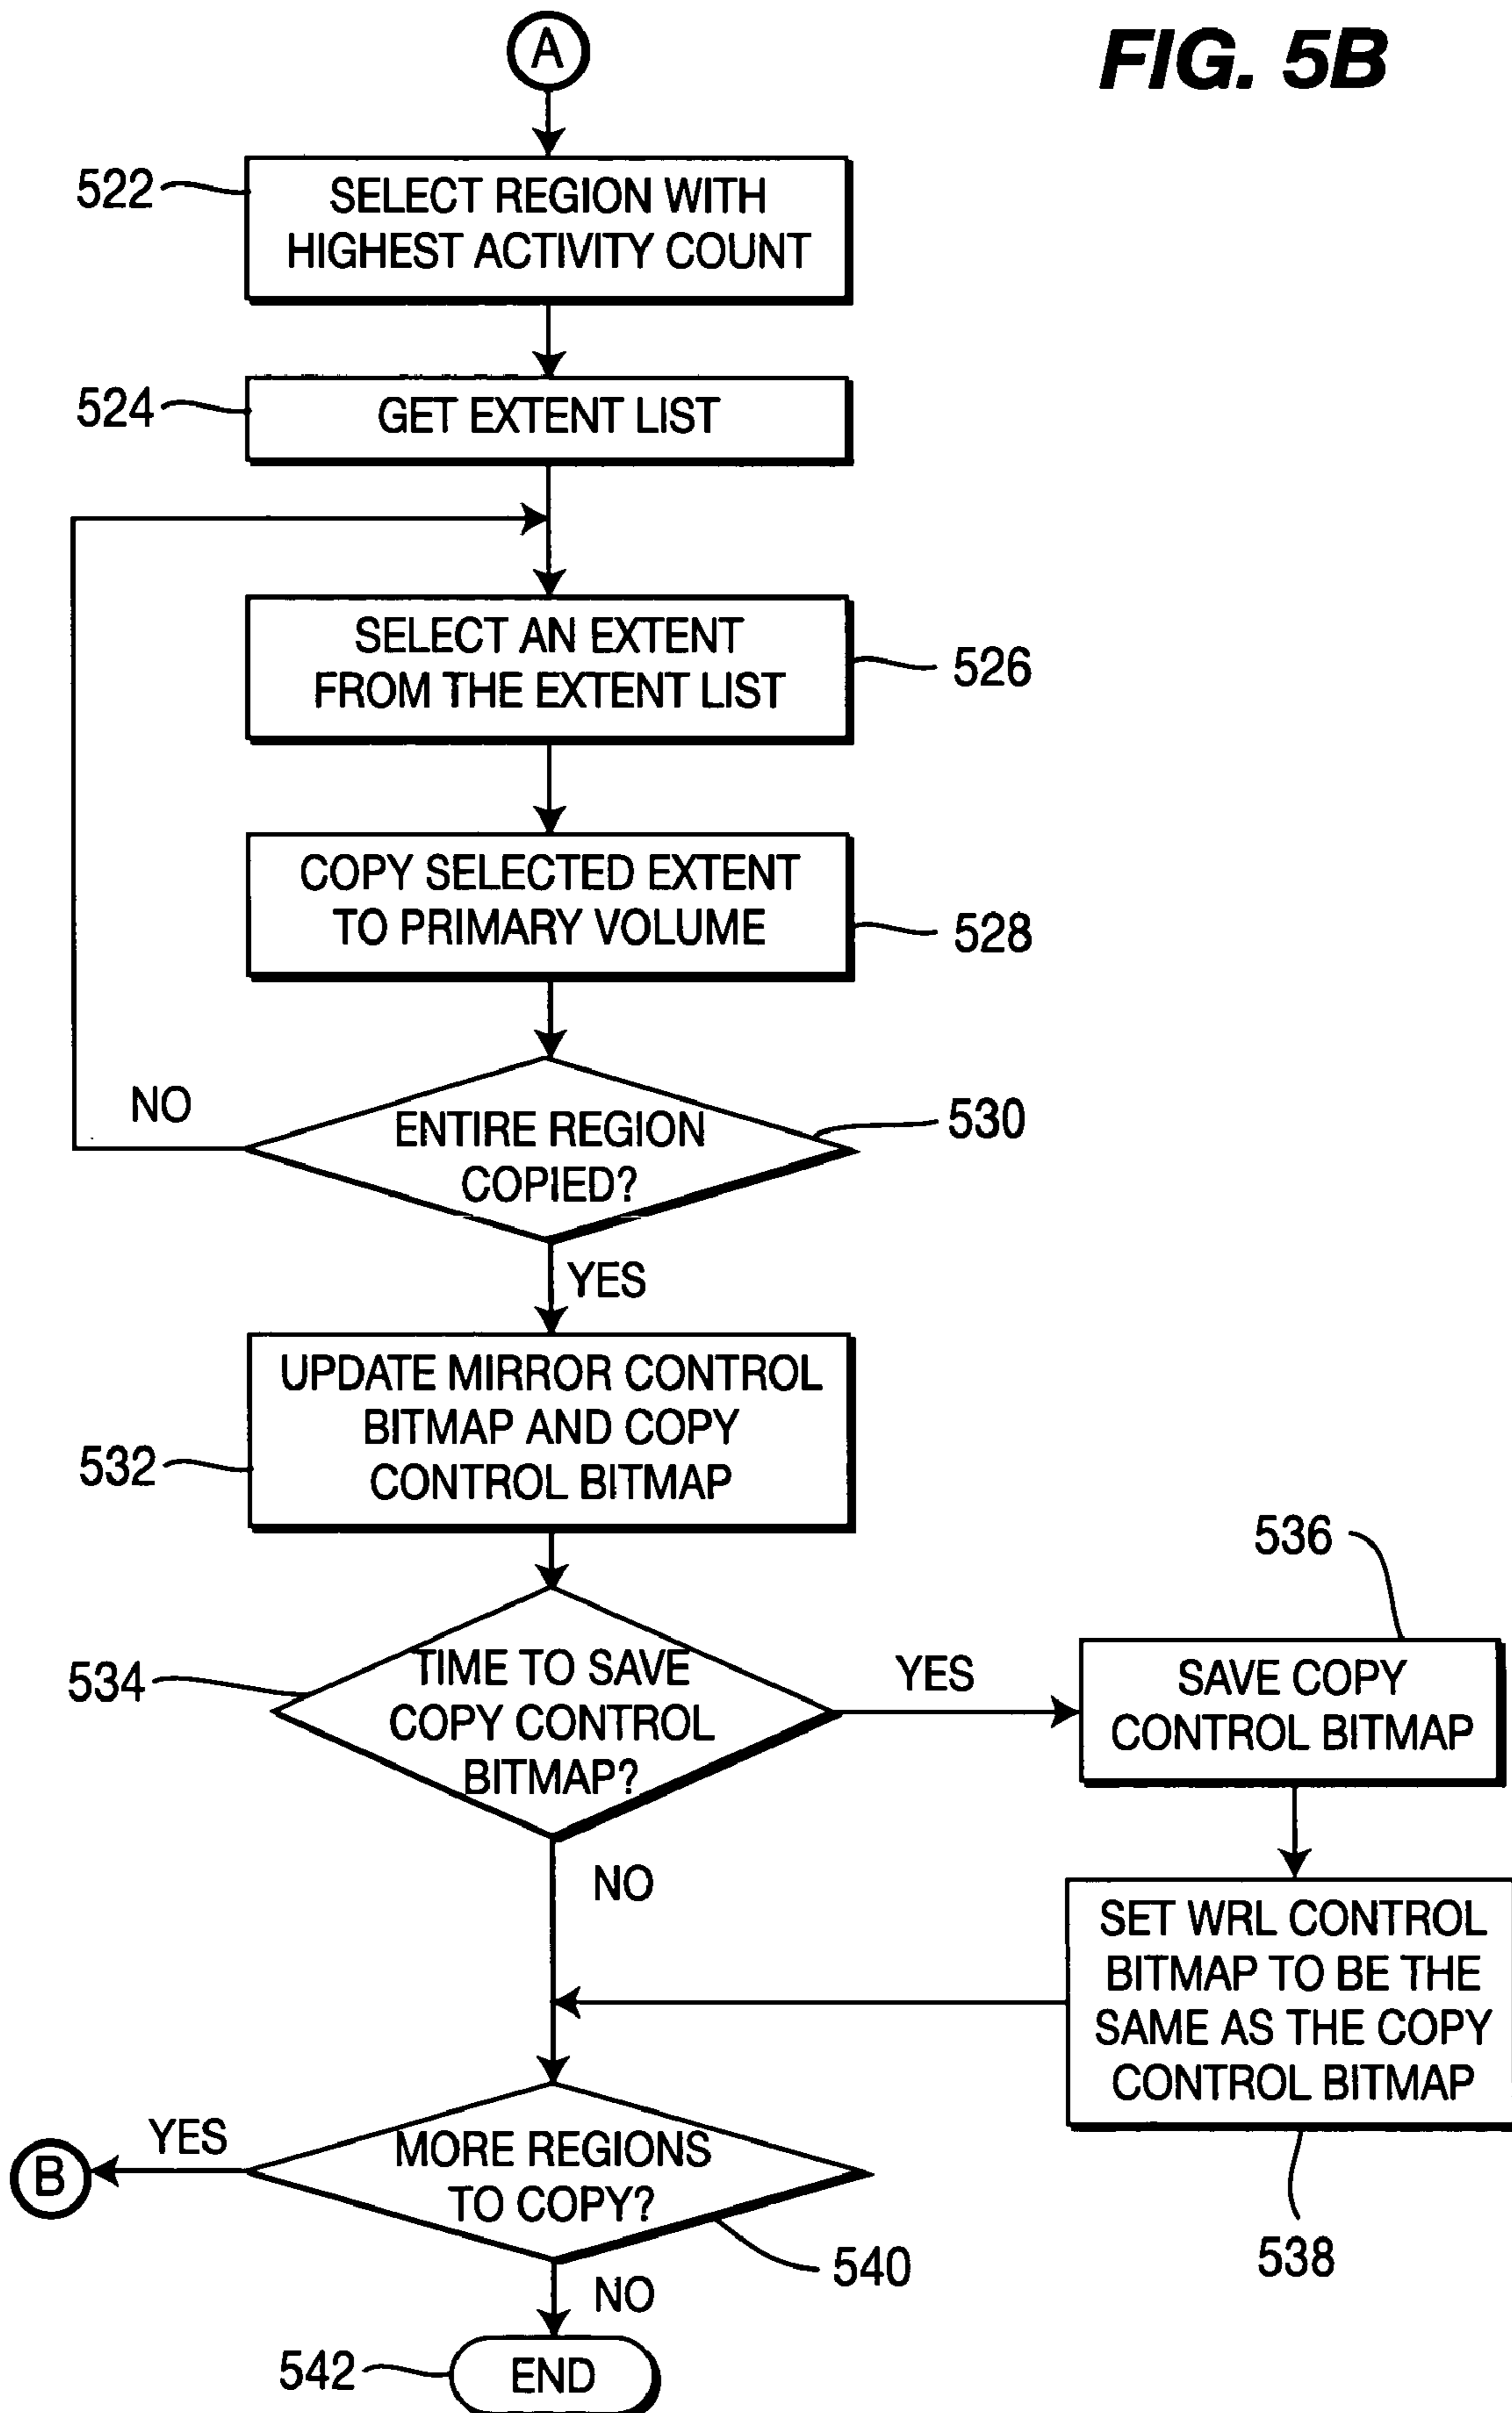 FIG. 5B
A
522
SELECT REGION WITH
HIGHEST ACTIVITY COUNT
524
GET EXTENT LIST
SELECT AN EXTENT
FROM THE EXTENT LIST
526
COPY SELECTED EXTENT
TO PRIMARY VOLUME
528
NO
ENTIRE REGION
COPIED?
530
YES
UPDATE MIRROR CONTROL
BITMAP AND COPY
CONTROL BITMAP
532
534
TIME TO SAVE
COPY CONTROL
BITMAP?
YES
536
SAVE COPY
CONTROL BITMAP
NO
SET WRL CONTROL
BITMAP TO BE THE
SAME AS THE COPY
CONTROL BITMAP
538
B
YES
MORE REGIONS
TO COPY?
540
NO
542
END